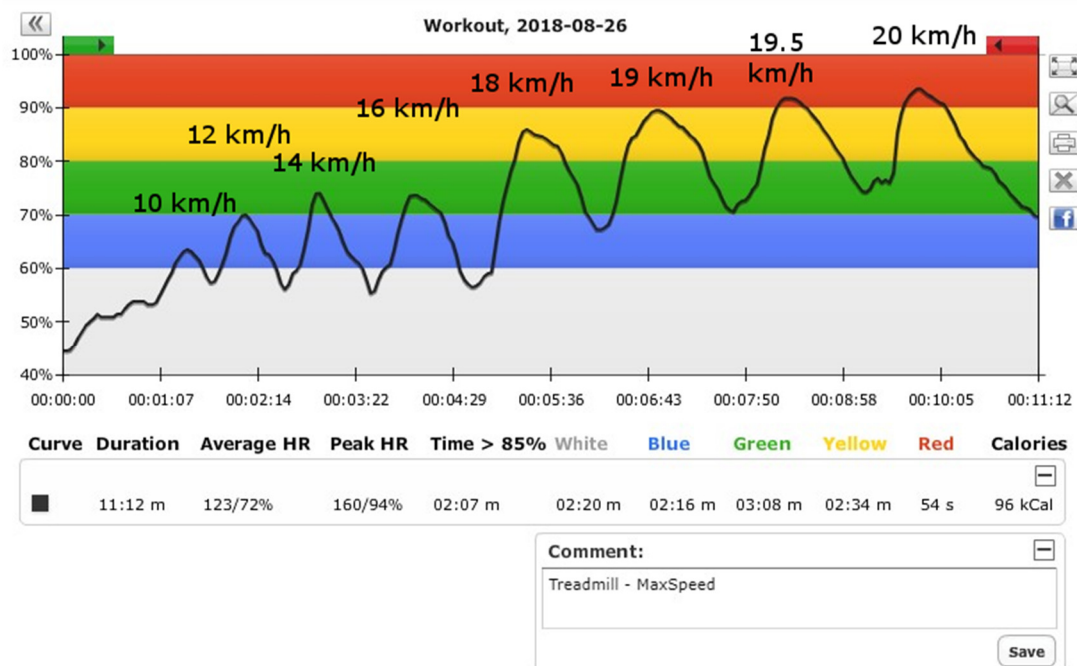 Workout, 2018-08-26
10 km/h
12 km/h
14 km/h
16 km/h
18 km/h
19 km/h
19.5
km/h
20 km/h
100%
90%
80%
70%
60%
50%
40%
00:00:00 00:01:07 00:02:14 00:03:22 00:04:29 00:05:36 00:06:43 00:07:50 00:08:58 00:10:05 00:11:12
Curve Duration Average HR Peak HR Time > 85% White Blue Green Yellow Red Calories
11:12 m 123/72% 160/94% 02:07 m 02:20 m 02:16 m 03:08 m 02:34 m 54 s 96 kCal
Comment:
Treadmill - MaxSpeed
Save